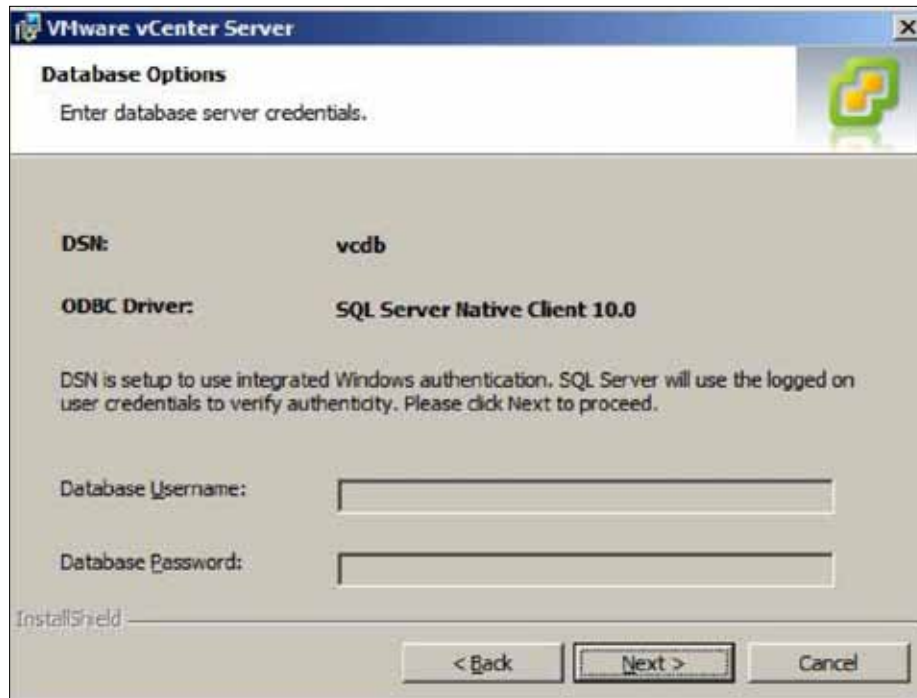 VMware vCenter Server
Database Options
Enter database server credentials.
DSN: vcdb
ODBC Driver: SQL Server Native Client 10.0
DSN is setup to use integrated Windows authentication. SQL Server will use the logged on
user credentials to verify authenticity. Please click Next to proceed.
Database Username:
Database Password:
InstallShield
< Back Next > Cancel